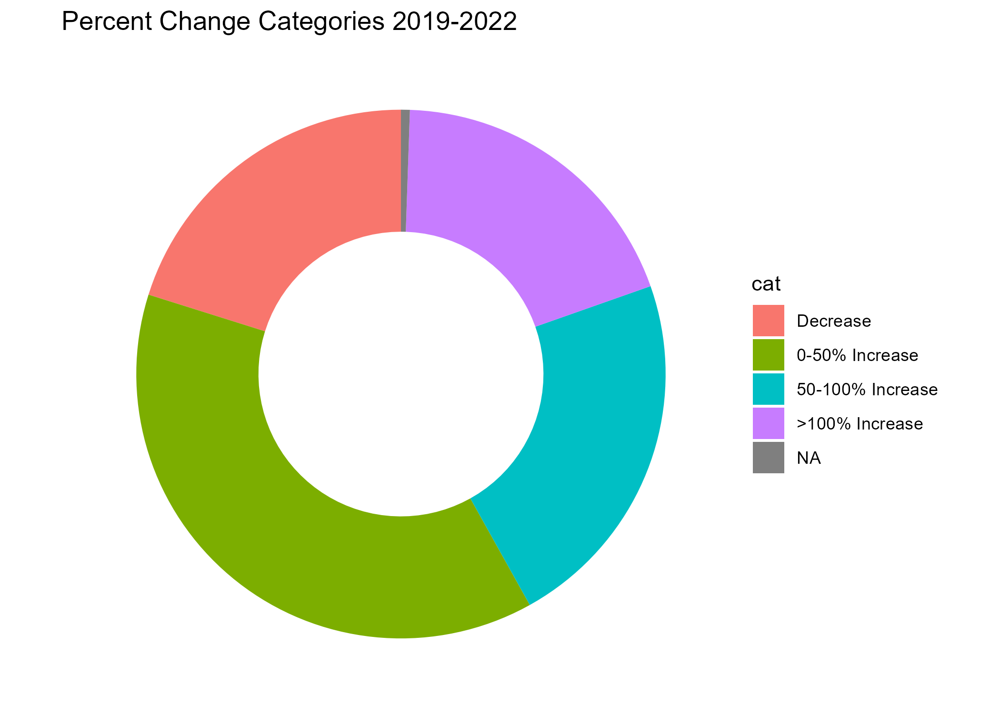 Percent Change Categories 2019-2022
cat
Decrease
0-50% Increase
50-100% Increase
>100% Increase
NA